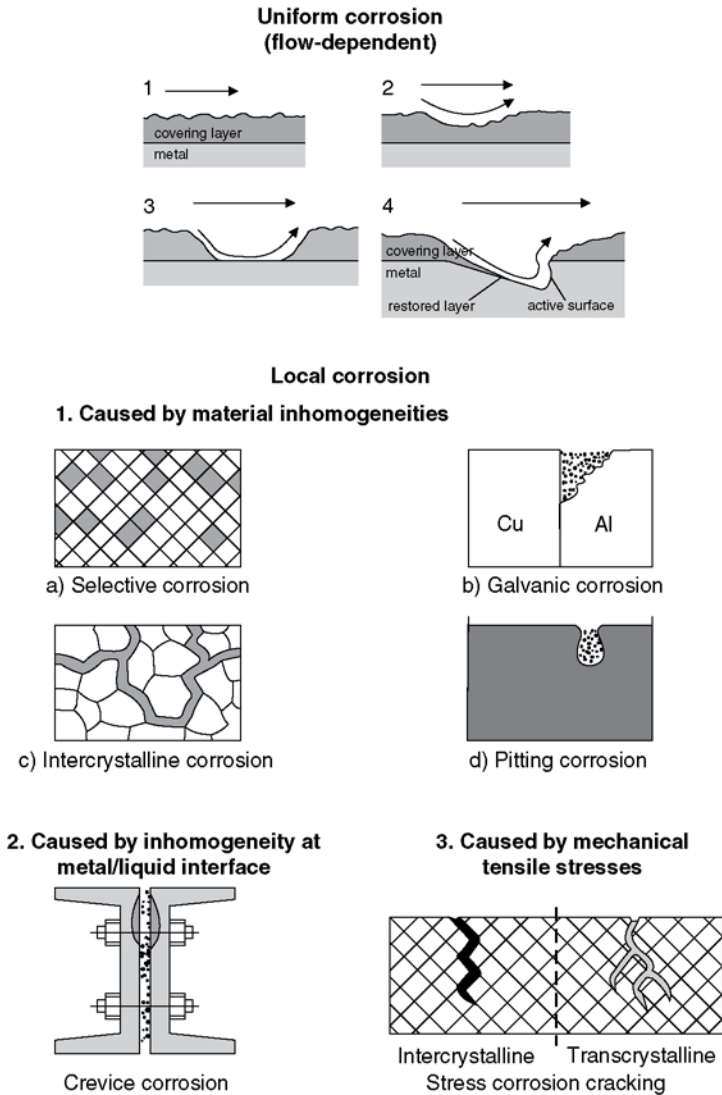 Uniform corrosion
(flow-dependent)
1
covering layer
metal
2
3
4
covering layer
metal
restored layer
active surface
Local corrosion
1. Caused by material inhomogeneities
a) Selective corrosion
Cu
Al
b) Galvanic corrosion
c) Intercrystalline corrosion
d) Pitting corrosion
2. Caused by inhomogeneity at
metal/liquid interface
Crevice corrosion
3. Caused by mechanical
tensile stresses
Intercrystalline
Transcrystalline
Stress corrosion cracking